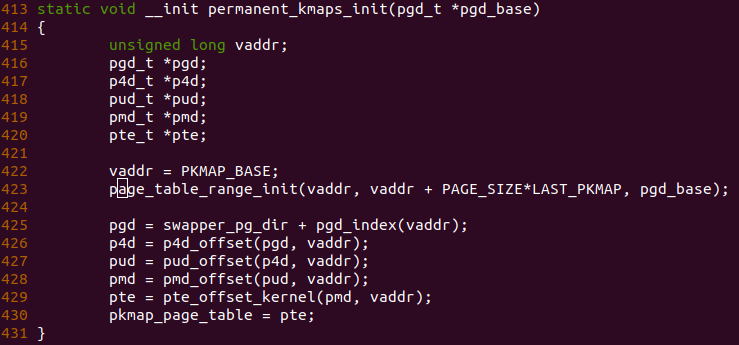 413 static void __init permanent_kmaps_init(pgd_t *pgd_base)
414 {
415         unsigned long vaddr;
416         pgd_t *pgd;
417         p4d_t *p4d;
418         pud_t *pud;
419         pmd_t *pmd;
420         pte_t *pte;
421
422         vaddr = PKMAP_BASE;
423         page_table_range_init(vaddr, vaddr + PAGE_SIZE*LAST_PKMAP, pgd_base);
424
425         pgd = swapper_pg_dir + pgd_index(vaddr);
426         p4d = p4d_offset(pgd, vaddr);
427         pud = pud_offset(p4d, vaddr);
428         pmd = pmd_offset(pud, vaddr);
429         pte = pte_offset_kernel(pmd, vaddr);
430         pkmap_page_table = pte;
431 }